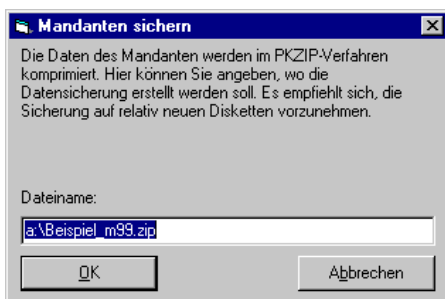 Mandanten sichern
Die Daten des Mandanten werden im PKZIP-Verfahren
komprimiert. Hier können Sie angeben, wo die
Datensicherung erstellt werden soll. Es empfiehlt sich, die
Sicherung auf relativ neuen Disketten vorzunehmen.
Dateiname:
a:\Beispiel_m99.zip
OK
Abbrechen